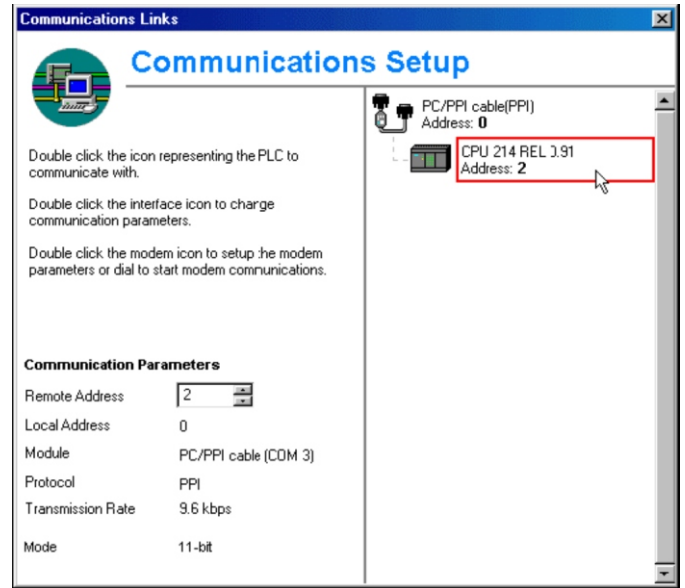 Communications Links
Communications Setup
Double click the icon representing the PLC to
communicate with.
Double click the interface icon to charge
communication parameters.
Double click the modem icon to setup :he modem
parameters or dial to start modem communications.
Communication Parameters
Remote Address 2
Local Address 0
Module PC/PPI cable (COM 3)
Protocol PPI
Transmission Rate 9.6 kbps
Mode 11-bit
PC/PPI cable(PPI)
Address: 0
CPU 214 REL 0.91
Address: 2